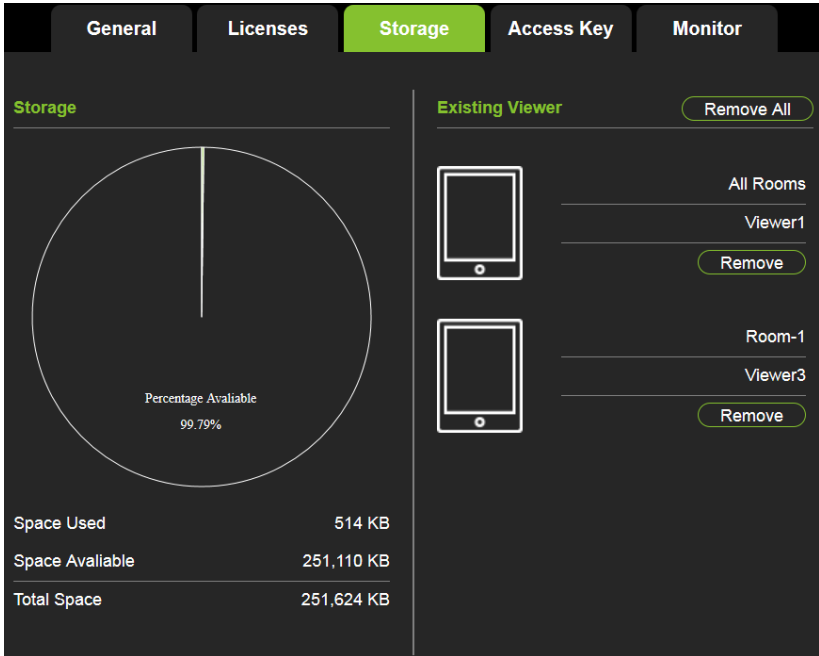 General Licenses Storage Access Key Monitor
Storage
Percentage Avaliable
99.79%
Space Used 514 KB
Space Avaliable 251,110 KB
Total Space 251,624 KB
Existing Viewer Remove All
All Rooms
Viewer1
Remove
Room-1
Viewer3
Remove